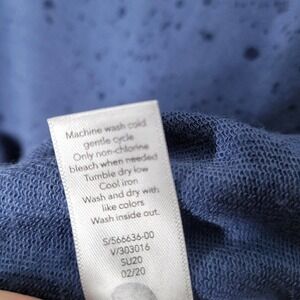 Machine wash cold
gentle cycle
Only non-chlorine
bleach when needed
Tumble dry low
Cool iron
Wash and dry with
like colors
Wash inside out.
S/566636-00
V/303016
SU20
02/20